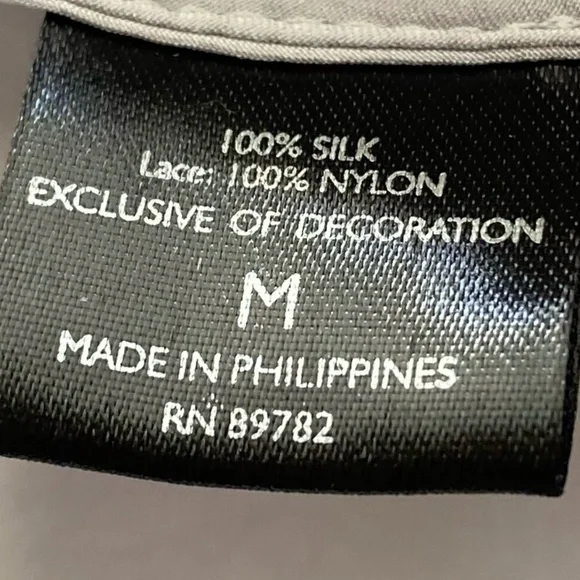 100% SILK
Lace: 100% NYLON
EXCLUSIVE OF DECORATION
M
MADE IN PHILIPPINES
RN 89782